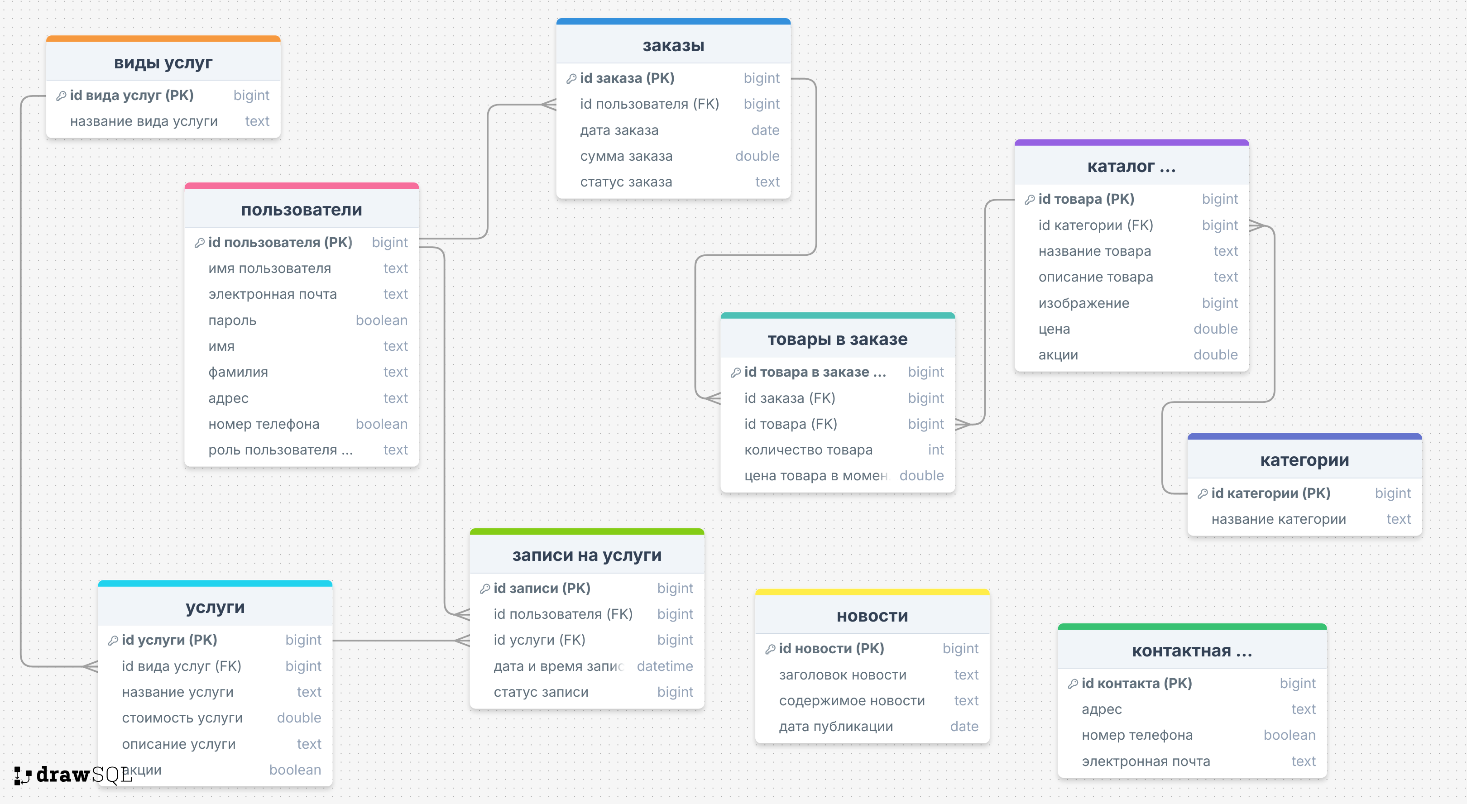 виды услуг
id вида услуг (PK) bigint
название вида услуги text
заказы
id заказа (PK) bigint
id пользователя (FK) bigint
дата заказа date
сумма заказа double
статус заказа text
каталог ...
id товара (PK) bigint
id категории (FK) bigint
название товара text
описание товара text
изображение bigint
цена double
акции double
пользователи
id пользователя (PK) bigint
имя пользователя text
электронная почта text
пароль boolean
имя text
фамилия text
адрес text
номер телефона boolean
роль пользователя ... text
товары в заказе
id товара в заказе ... bigint
id заказа (FK) bigint
id товара (FK) bigint
количество товара int
цена товара в момен double
категории
id категории (PK) bigint
название категории text
записи на услуги
id записи (PK) bigint
id пользователя (FK) bigint
id услуги (FK) bigint
дата и время запис datetime
статус записи bigint
услуги
id услуги (PK) bigint
id вида услуг (FK) bigint
название услуги text
стоимость услуги double
описание услуги text
акции boolean
новости
id новости (PK) bigint
заголовок новости text
содержимое новости text
дата публикации date
контактная ...
id контакта (PK) bigint
адрес text
номер телефона boolean
электронная почта text
drawSQL